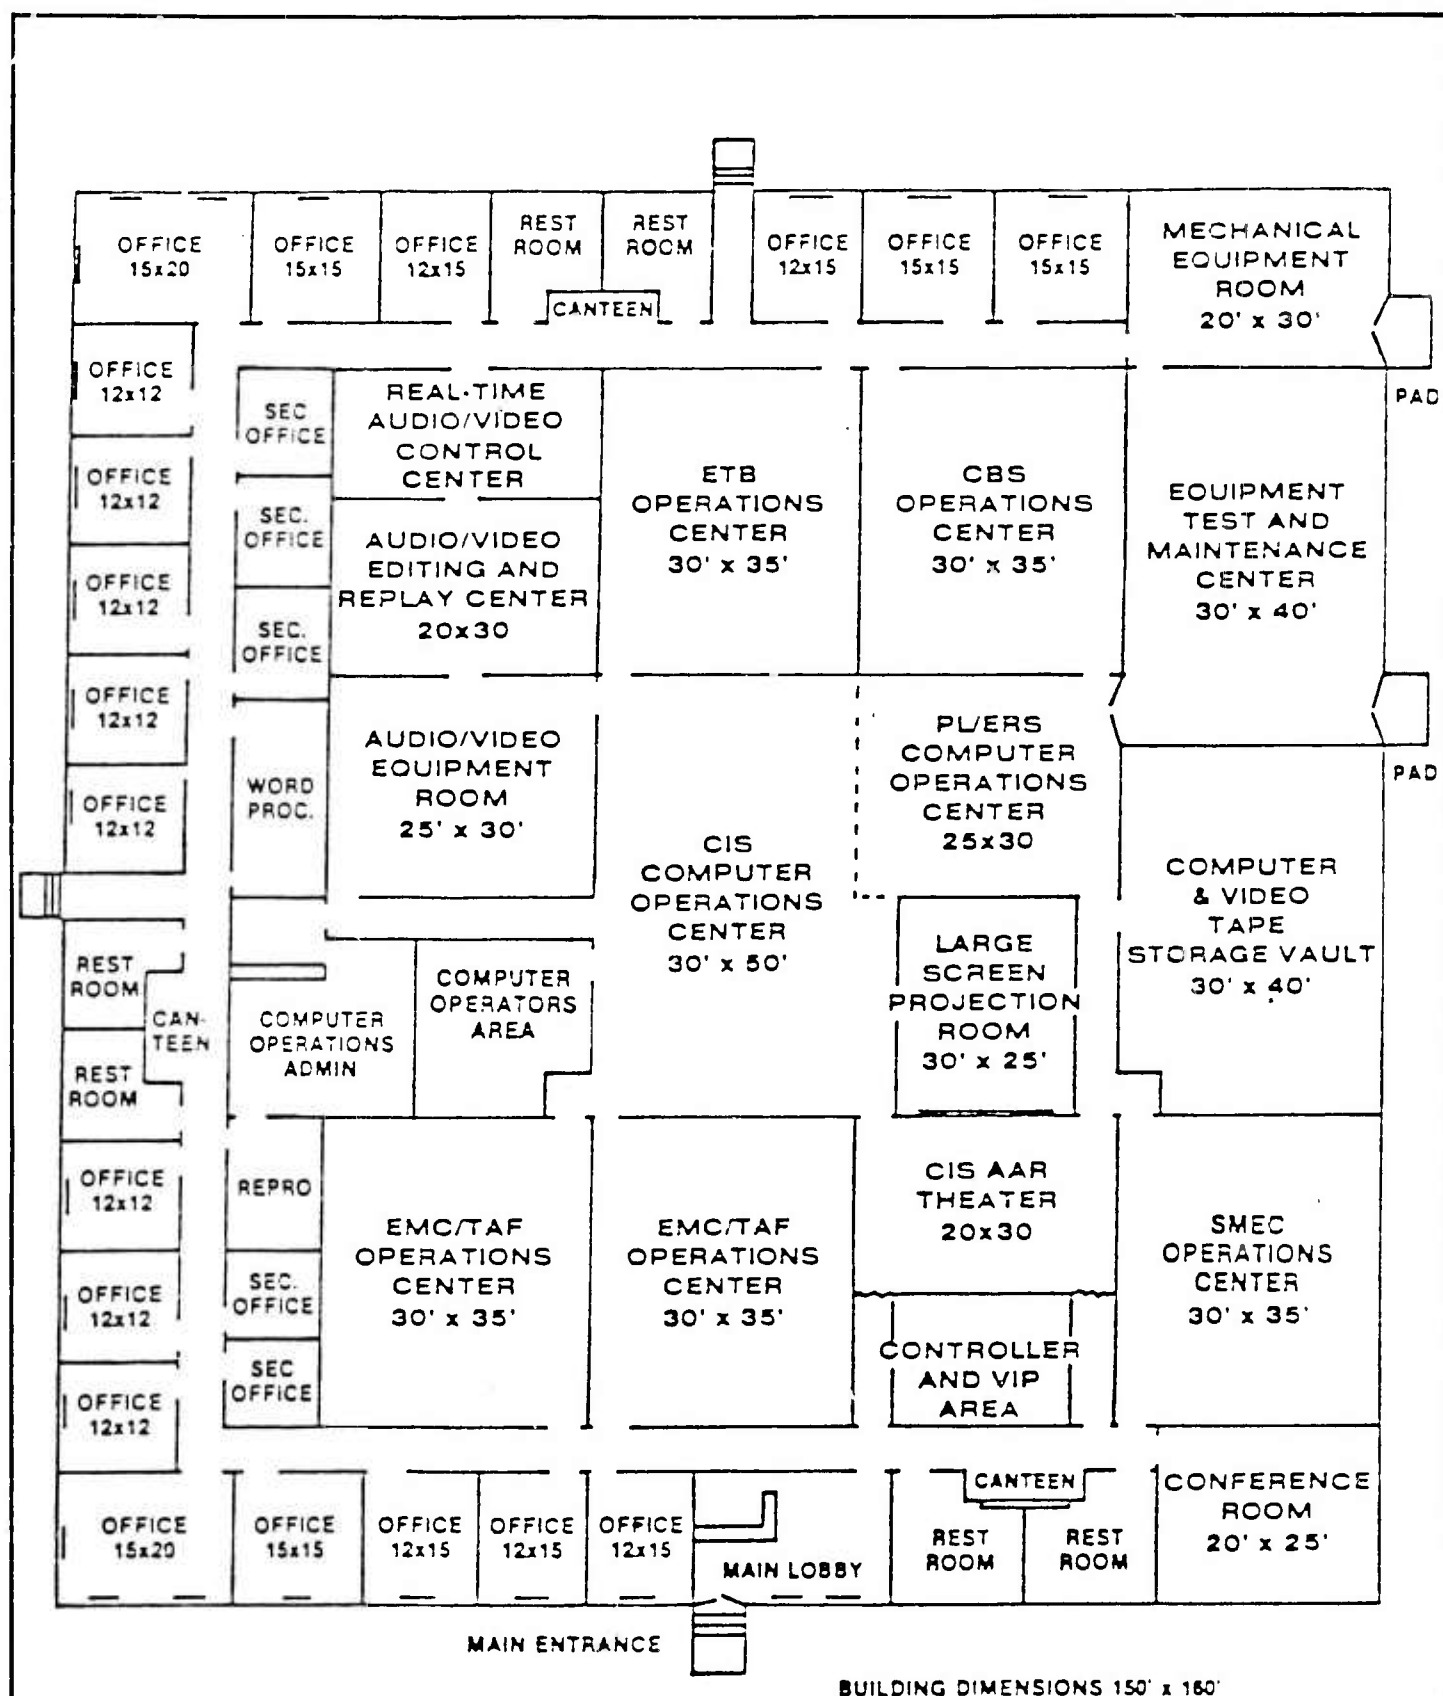 OFFICE
15x20
OFFICE
15x15
OFFICE
12x15
REST
ROOM
REST
ROOM
CANTEEN
OFFICE
12x15
OFFICE
15x15
OFFICE
15x15
MECHANICAL
EQUIPMENT
ROOM
20' x 30'
PAD
OFFICE
12x12
SEC
OFFICE
REAL-TIME
AUDIO/VIDEO
CONTROL
CENTER
ETB
OPERATIONS
CENTER
30' x 35'
CBS
OPERATIONS
CENTER
30' x 35'
EQUIPMENT
TEST AND
MAINTENANCE
CENTER
30' x 40'
OFFICE
12x12
SEC.
OFFICE
AUDIO/VIDEO
EDITING AND
REPLAY CENTER
20x30
OFFICE
12x12
SEC.
OFFICE
OFFICE
12x12
AUDIO/VIDEO
EQUIPMENT
ROOM
25' x 30'
PL/ERS
COMPUTER
OPERATIONS
CENTER
25x30
PAD
OFFICE
12x12
WORD
PROC.
CIS
COMPUTER
OPERATIONS
CENTER
30' x 50'
COMPUTER
& VIDEO
TAPE
STORAGE VAULT
30' x 40'
REST
ROOM
CAN-
TEEN
REST
ROOM
COMPUTER
OPERATIONS
ADMIN
COMPUTER
OPERATORS
AREA
LARGE
SCREEN
PROJECTION
ROOM
30' x 25'
OFFICE
12x12
REPRO
EMC/TAF
OPERATIONS
CENTER
30' x 35'
EMC/TAF
OPERATIONS
CENTER
30' x 35'
CIS AAR
THEATER
20x30
SMEC
OPERATIONS
CENTER
30' x 35'
OFFICE
12x12
SEC.
OFFICE
OFFICE
12x12
SEC
OFFICE
CONTROLLER
AND VIP
AREA
OFFICE
15x20
OFFICE
15x15
OFFICE
12x15
OFFICE
12x15
OFFICE
12x15
MAIN LOBBY
CANTEEN
REST
ROOM
REST
ROOM
CONFERENCE
ROOM
20' x 25'
MAIN ENTRANCE
BUILDING DIMENSIONS 150' x 160'